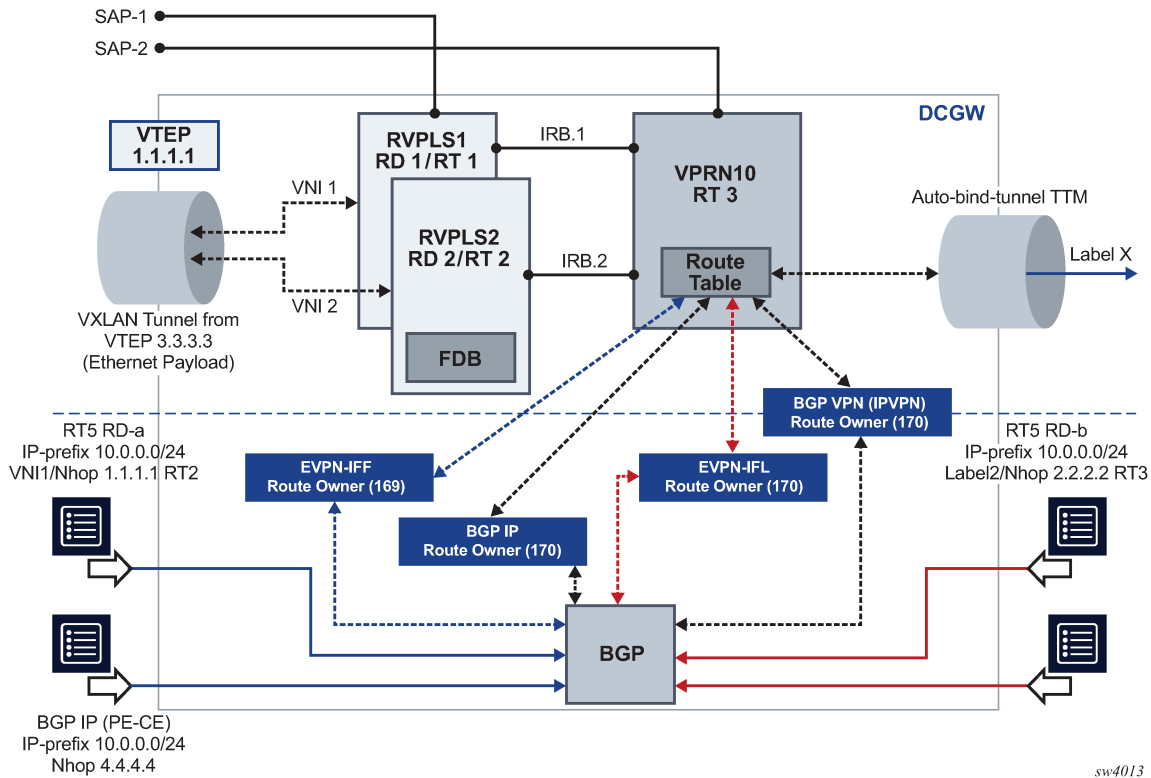 SAP-1
SAP-2
DCGW
VTEP
1.1.1.1
RVPLS1
RD 1/RT 1
IRB.1
VPRN10
RT 3
VNI 1
Auto-bind-tunnel TTM
RVPLS2
RD 2/RT 2
IRB.2
Route
Table
Label X
VNI 2
VXLAN Tunnel from
VTEP 3.3.3.3
(Ethernet Payload)
FDB
BGP VPN (IPVPN)
Route Owner (170)
RT5 RD-a
IP-prefix 10.0.0.0/24
VNI1/Nhop 1.1.1.1 RT2
RT5 RD-b
IP-prefix 10.0.0.0/24
Label2/Nhop 2.2.2.2 RT3
EVPN-IFF
Route Owner (169)
EVPN-IFL
Route Owner (170)
BGP IP
Route Owner (170)
BGP
BGP IP (PE-CE)
IP-prefix 10.0.0.0/24
Nhop 4.4.4.4
sw4013